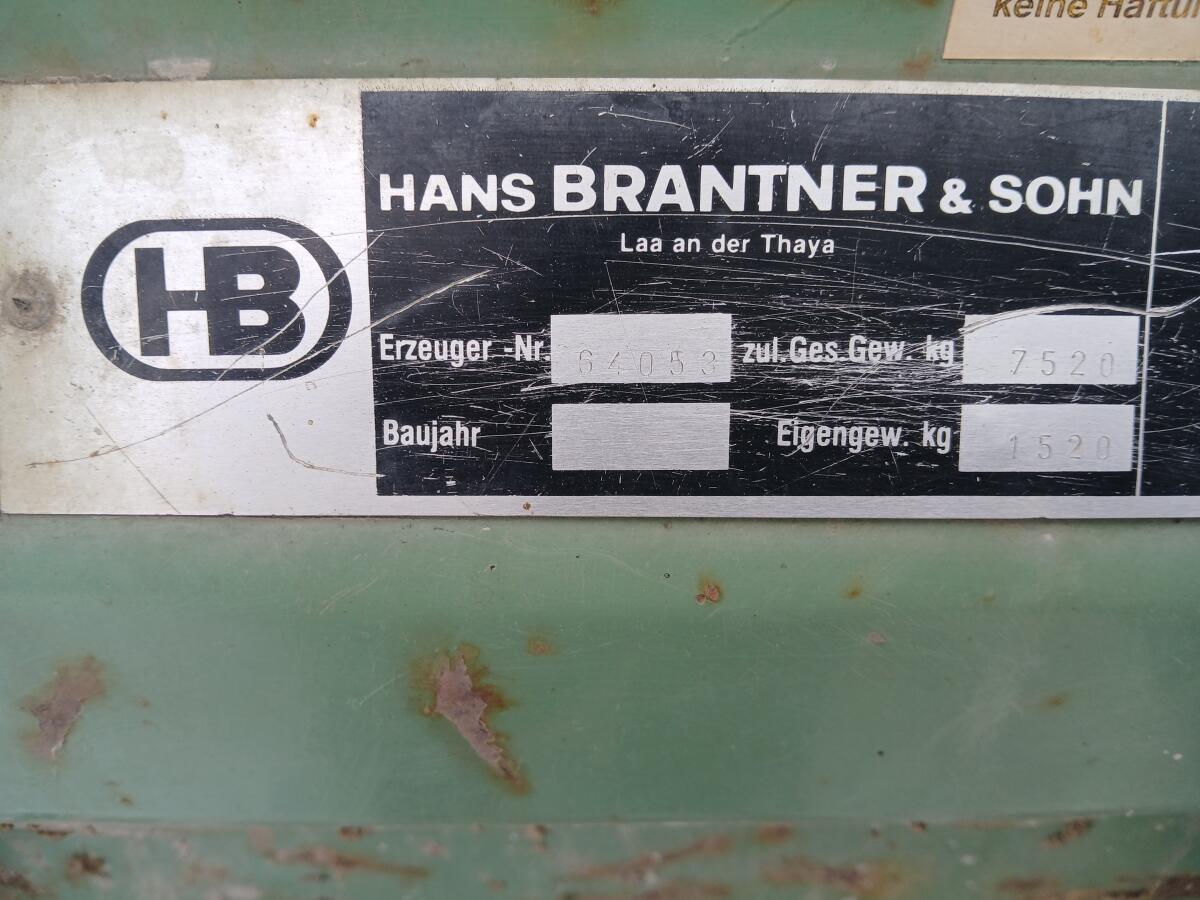 keine
HB
HANS BRANTNER & SOHN
Laa an der Thaya
Erzeuger -Nr. 64053 zul. Ges. Gew. kg 7520
Baujahr Eigengew. kg 1520